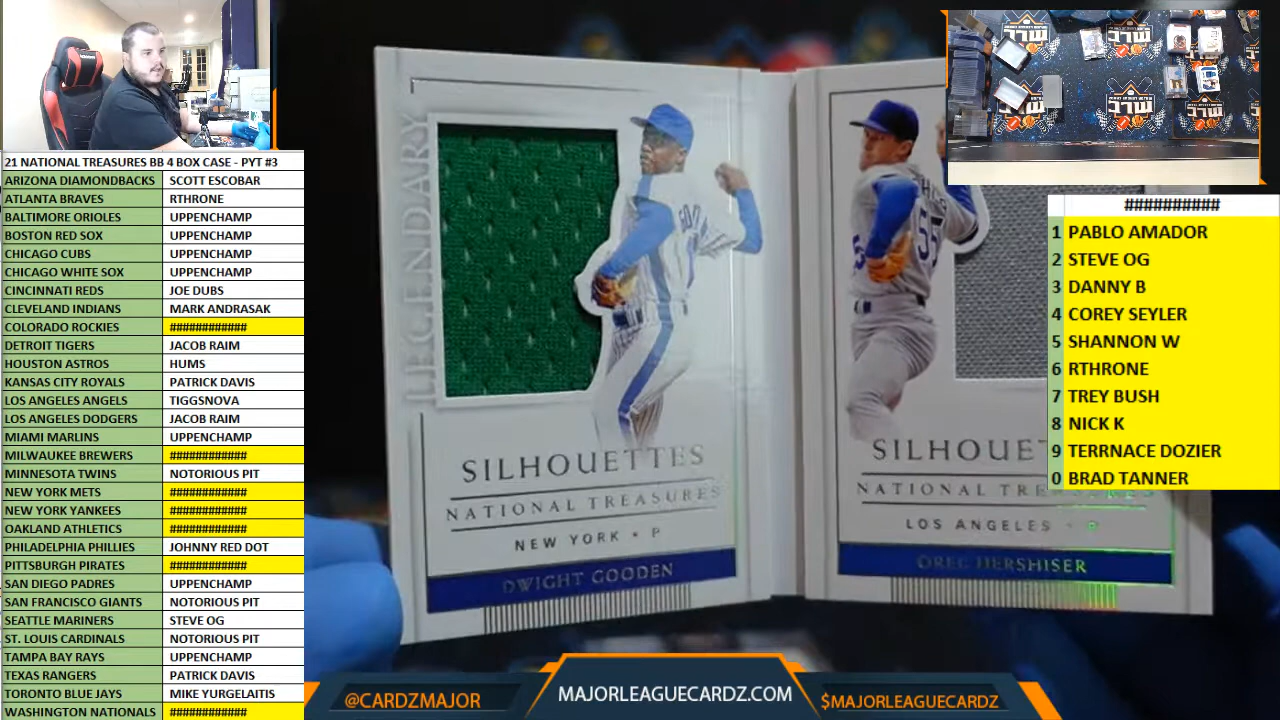 21 NATIONAL TREASURES BB 4 BOX CASE - PYT #3
ARIZONA DIAMONDBACKS SCOTT ESCOBAR
ATLANTA BRAVES RTHRONE
BALTIMORE ORIOLES UPPENCHAMP
BOSTON RED SOX UPPENCHAMP
CHICAGO CUBS UPPENCHAMP
CHICAGO WHITE SOX UPPENCHAMP
CINCINNATI REDS JOE DUBS
CLEVELAND INDIANS MARK ANDRASAK
COLORADO ROCKIES ############
DETROIT TIGERS JACOB RAIM
HOUSTON ASTROS HUMS
KANSAS CITY ROYALS PATRICK DAVIS
LOS ANGELES ANGELS TIGGSNOVA
LOS ANGELES DODGERS JACOB RAIM
MIAMI MARLINS UPPENCHAMP
MILWAUKEE BREWERS ############
MINNESOTA TWINS NOTORIOUS PIT
NEW YORK METS ############
NEW YORK YANKEES ############
OAKLAND ATHLETICS ############
PHILADELPHIA PHILLIES JOHNNY RED DOT
PITTSBURGH PIRATES ############
SAN DIEGO PADRES UPPENCHAMP
SAN FRANCISCO GIANTS NOTORIOUS PIT
SEATTLE MARINERS STEVE OG
ST. LOUIS CARDINALS NOTORIOUS PIT
TAMPA BAY RAYS UPPENCHAMP
TEXAS RANGERS PATRICK DAVIS
TORONTO BLUE JAYS MIKE YURGELAITIS
WASHINGTON NATIONALS ############
LEGENDARY
SILHOUETTES
NATIONAL TREASURES
NEW YORK • P
DWIGHT GOODEN
55
NATIONAL
LOS ANGELES • P
OREL HERSHISER
##########
1 PABLO AMADOR
2 STEVE OG
3 DANNY B
4 COREY SEYLER
5 SHANNON W
6 RTHRONE
7 TREY BUSH
8 NICK K
9 TERRNACE DOZIER
0 BRAD TANNER
@CARDZMAJOR
MAJORLEAGUECARDZ.COM
$MAJORLEAGUECARDZ